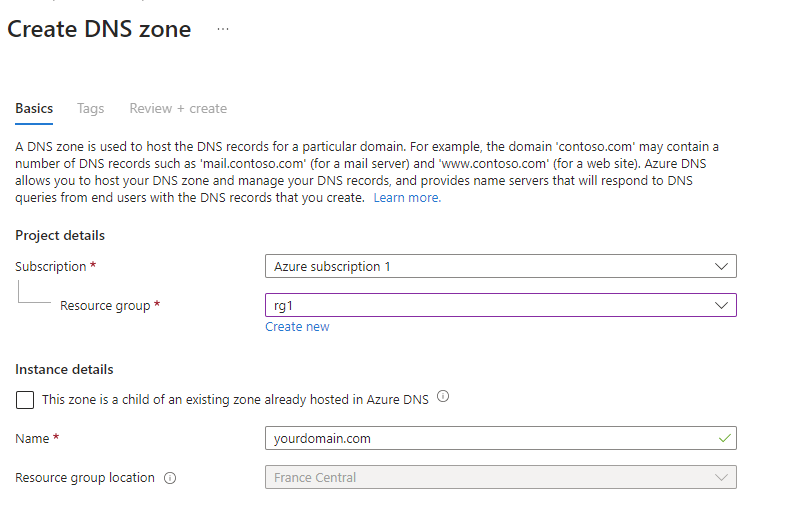 Create DNS zone ...
Basics Tags Review + create
A DNS zone is used to host the DNS records for a particular domain. For example, the domain 'contoso.com' may contain a
number of DNS records such as 'mail.contoso.com' (for a mail server) and 'www.contoso.com' (for a web site). Azure DNS
allows you to host your DNS zone and manage your DNS records, and provides name servers that will respond to DNS
queries from end users with the DNS records that you create. Learn more.
Project details
Subscription * Azure subscription 1
Resource group * rg1
Create new
Instance details
This zone is a child of an existing zone already hosted in Azure DNS
Name * yourdomain.com
Resource group location France Central